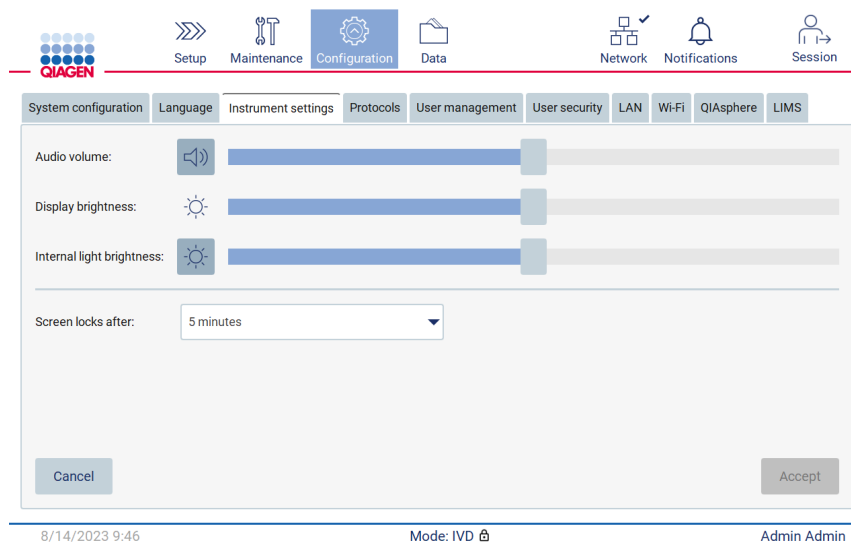 QIAGEN
Setup Maintenance Configuration Data Network Notifications Session
System configuration Language Instrument settings Protocols User management User security LAN Wi-Fi QIAsphere LIMS
Audio volume:
Display brightness:
Internal light brightness:
Screen locks after: 5 minutes
Cancel Accept
8/14/2023 9:46 Mode: IVD Admin Admin